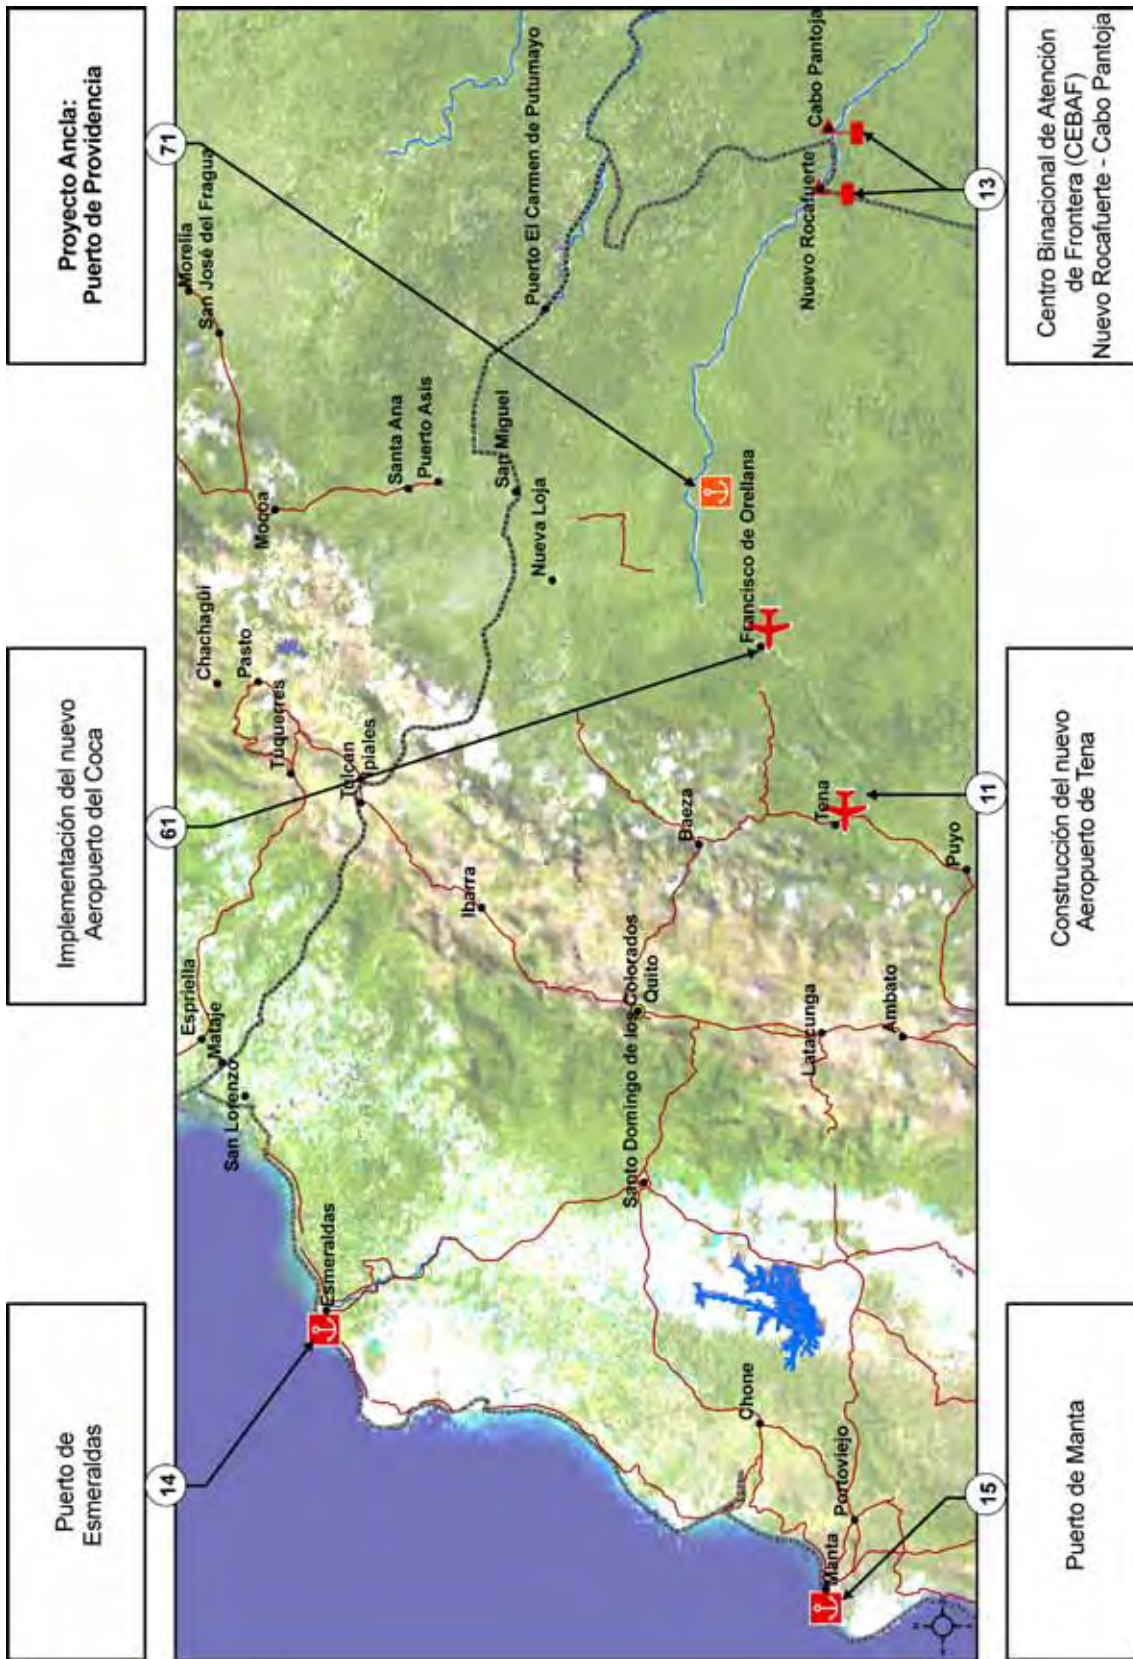 Puerto de
Esmeraldas
Implementación del nuevo
Aeropuerto del Coca
Proyecto Ancla:
Puerto de Providencia
14
61
71
Morelia
San José del Fragua
Espriella
Mataje
San Lorenzo
Chachagüi
Pasto
Túquerres
Mocoa
Tulcán
Ipiales
Santa Ana
Puerto Asis
Esmeraldas
Ibarra
San Miguel
Nueva Loja
Puerto El Carmen de Putumayo
Santo Domingo de los Colorados
Quito
Baeza
Francisco de Orellana
Chone
Manta
Portoviejo
Latacunga
Tena
Nuevo Rocafuerte
Cabo Pantoja
Ambato
Puyo
15
11
13
Puerto de Manta
Construcción del nuevo
Aeropuerto de Tena
Centro Binacional de Atención
de Frontera (CEBAF)
Nuevo Rocafuerte - Cabo Pantoja